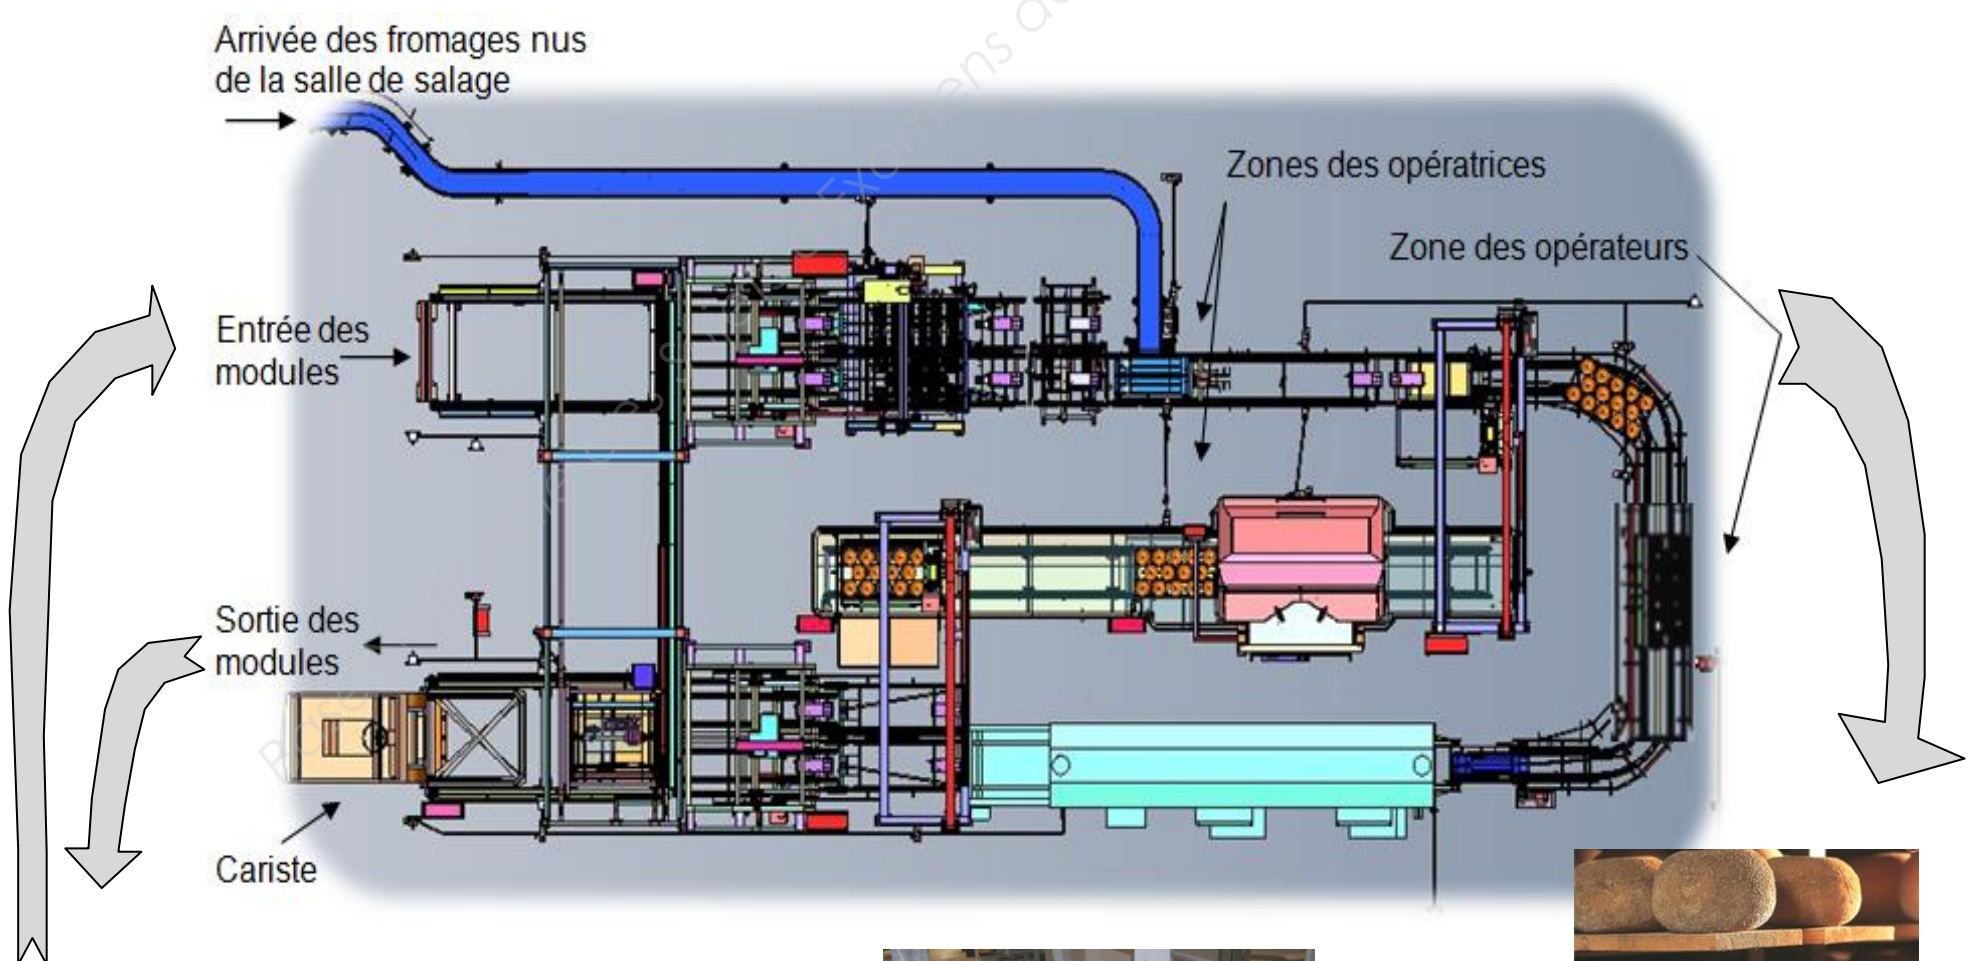 Arrivée des fromages nus
de la salle de salage
Zones des opératrices
Zone des opérateurs
Entrée des
modules
Sortie des
modules
Cariste